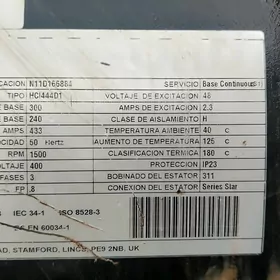 CACION N11D166884 SERVICIO Base Continuous
TIPO HCI444D1 VOLTAJE DE EXCITACION 48
BASE 300 AMPS DE EXCITACION 2.3
BASE 240 CLASE DE AISLAMIENTO H
AMPS 433 TEMPERATURA AMBIENTE 40 C
OCIDAD 50 Hertz AUMENTO DE TEMPERATURA 125 C
RPM 1500 CLASIFICACION TERMICA 180 C
VOLTAJE 400 PROTECCION IP23
FASES 3 BOBINADO DEL ESTATOR 311
FP .8 CONEXION DEL ESTATOR Series Star
IEC 34-1 ISO 8528-3
EN 60034-1
AD, STAMFORD, LINCS, PE9 2NB. UK